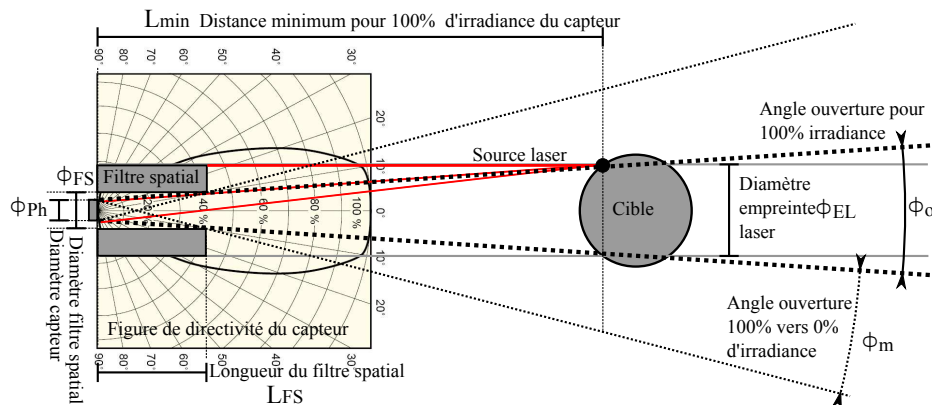 Lmin Distance minimum pour 100% d'irradiance du capteur
90° 80° 70° 60° 50° 40° 30°
20°
10°
0°
10°
20°
Angle ouverture pour
100% irradiance
Source laser
ϕFS
Filtre spatial
ϕPh
20 % 40 % 60 % 80 % 100 %
Cible
Diamètre
empreinte
laser
ϕEL
ϕo
Diamètre capteur
Diamètre filtre spatial
Figure de directivité du capteur
Angle ouverture
100% vers 0%
d'irradiance
ϕm
90° 80° 70° 60° 50° 40° 30°
Longueur du filtre spatial
LFS